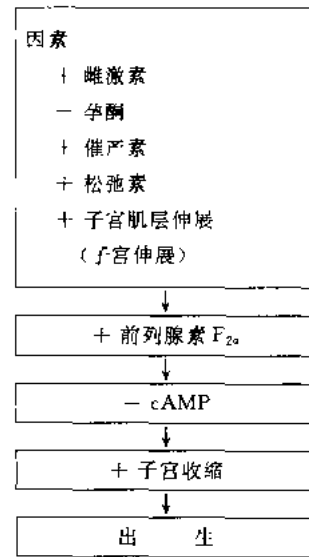 因素
+ 雌激素
- 孕酮
+ 催产素
+ 松弛素
+ 子宫肌层伸展
(子宫伸展)
+ 前列腺素 F₂ₐ
- cAMP
+ 子宫收缩
出 生